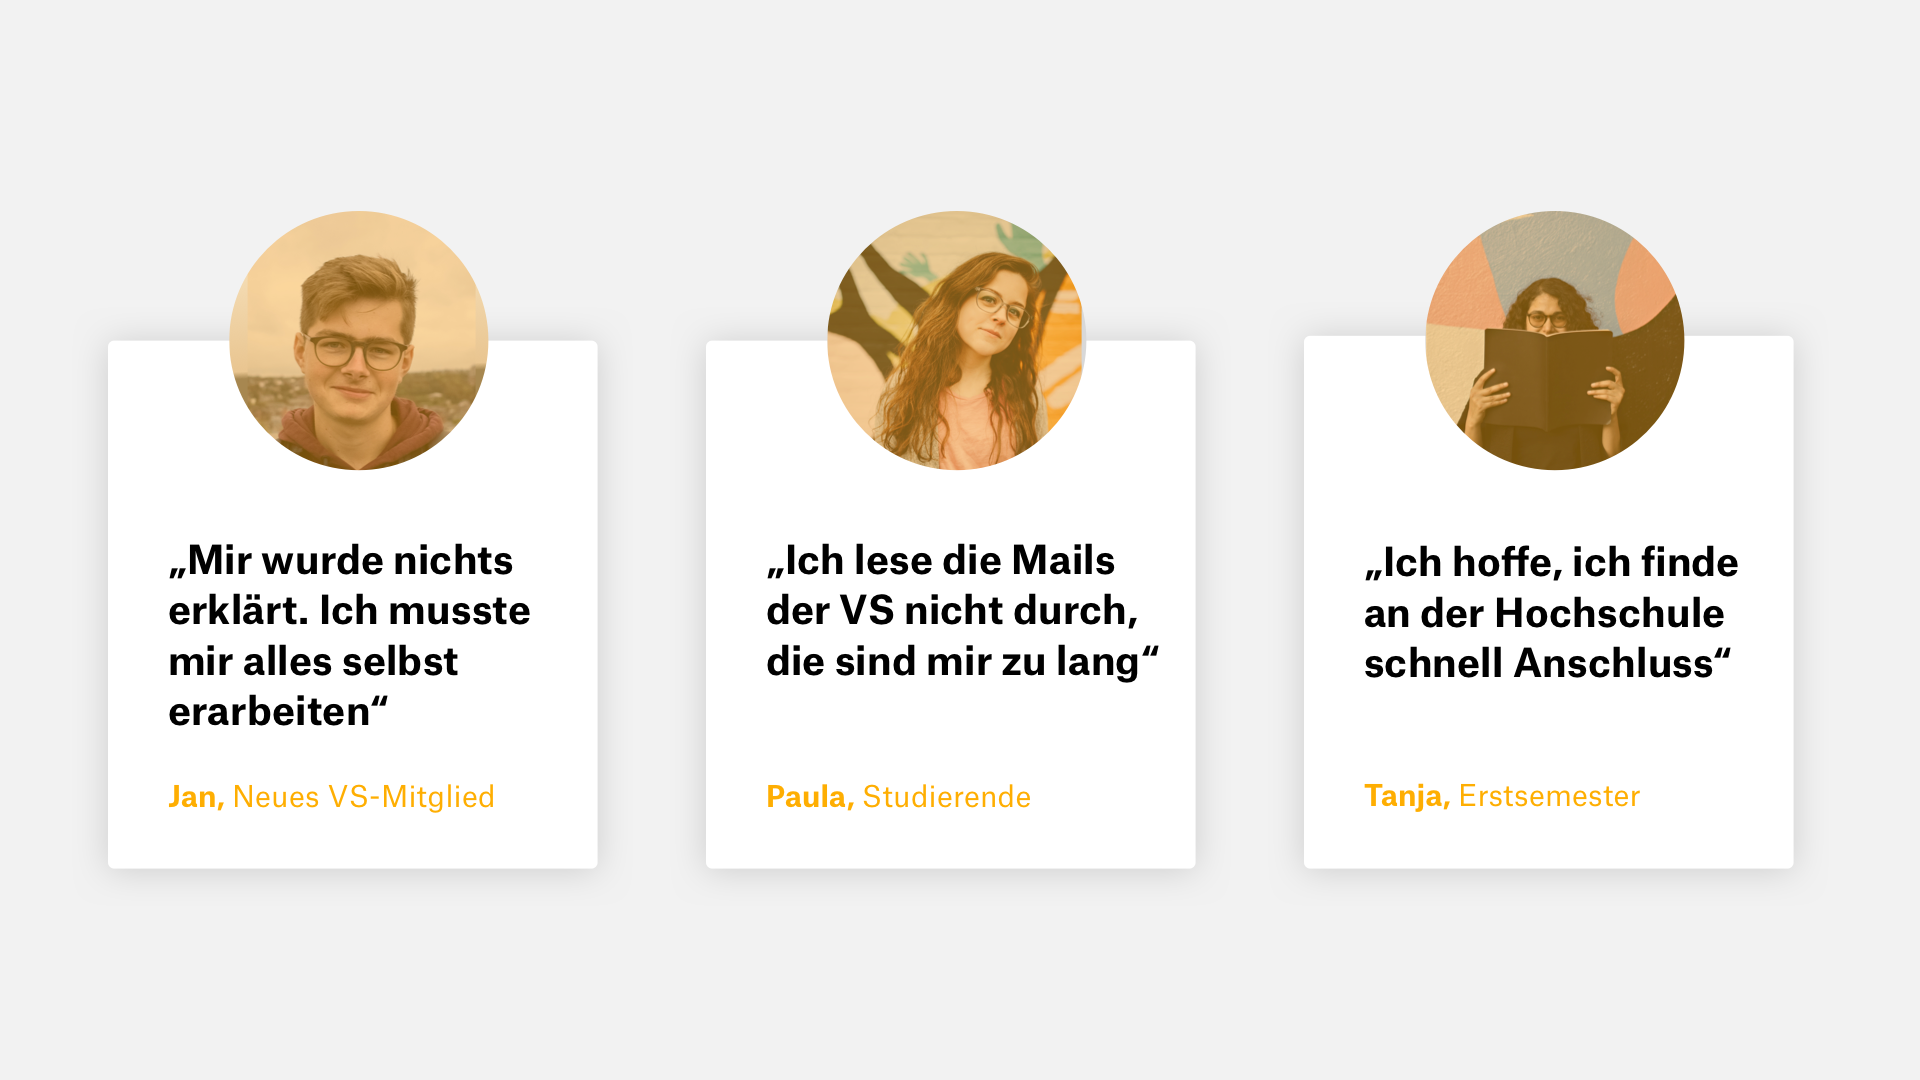 „Mir wurde nichts
erklärt. Ich musste
mir alles selbst
erarbeiten“
Jan, Neues VS-Mitglied
„Ich lese die Mails
der VS nicht durch,
die sind mir zu lang“
Paula, Studierende
„Ich hoffe, ich finde
an der Hochschule
schnell Anschluss“
Tanja, Erstsemester